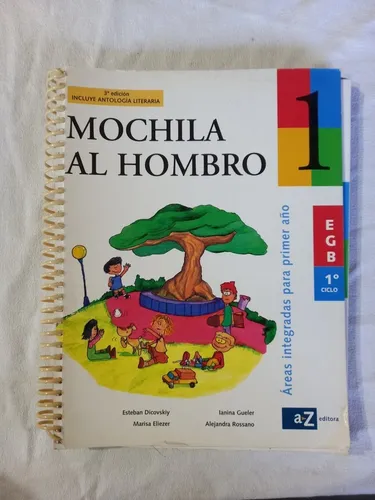 3ª edición
INCLUYE ANTOLOGÍA LITERARIA
MOCHILA
AL HOMBRO
1
EGB
1º
CICLO
Áreas integradas para primer año
Esteban Dicovskiy
Ianina Gueler
Marisa Eliezer
Alejandra Rossano
a-Z editora